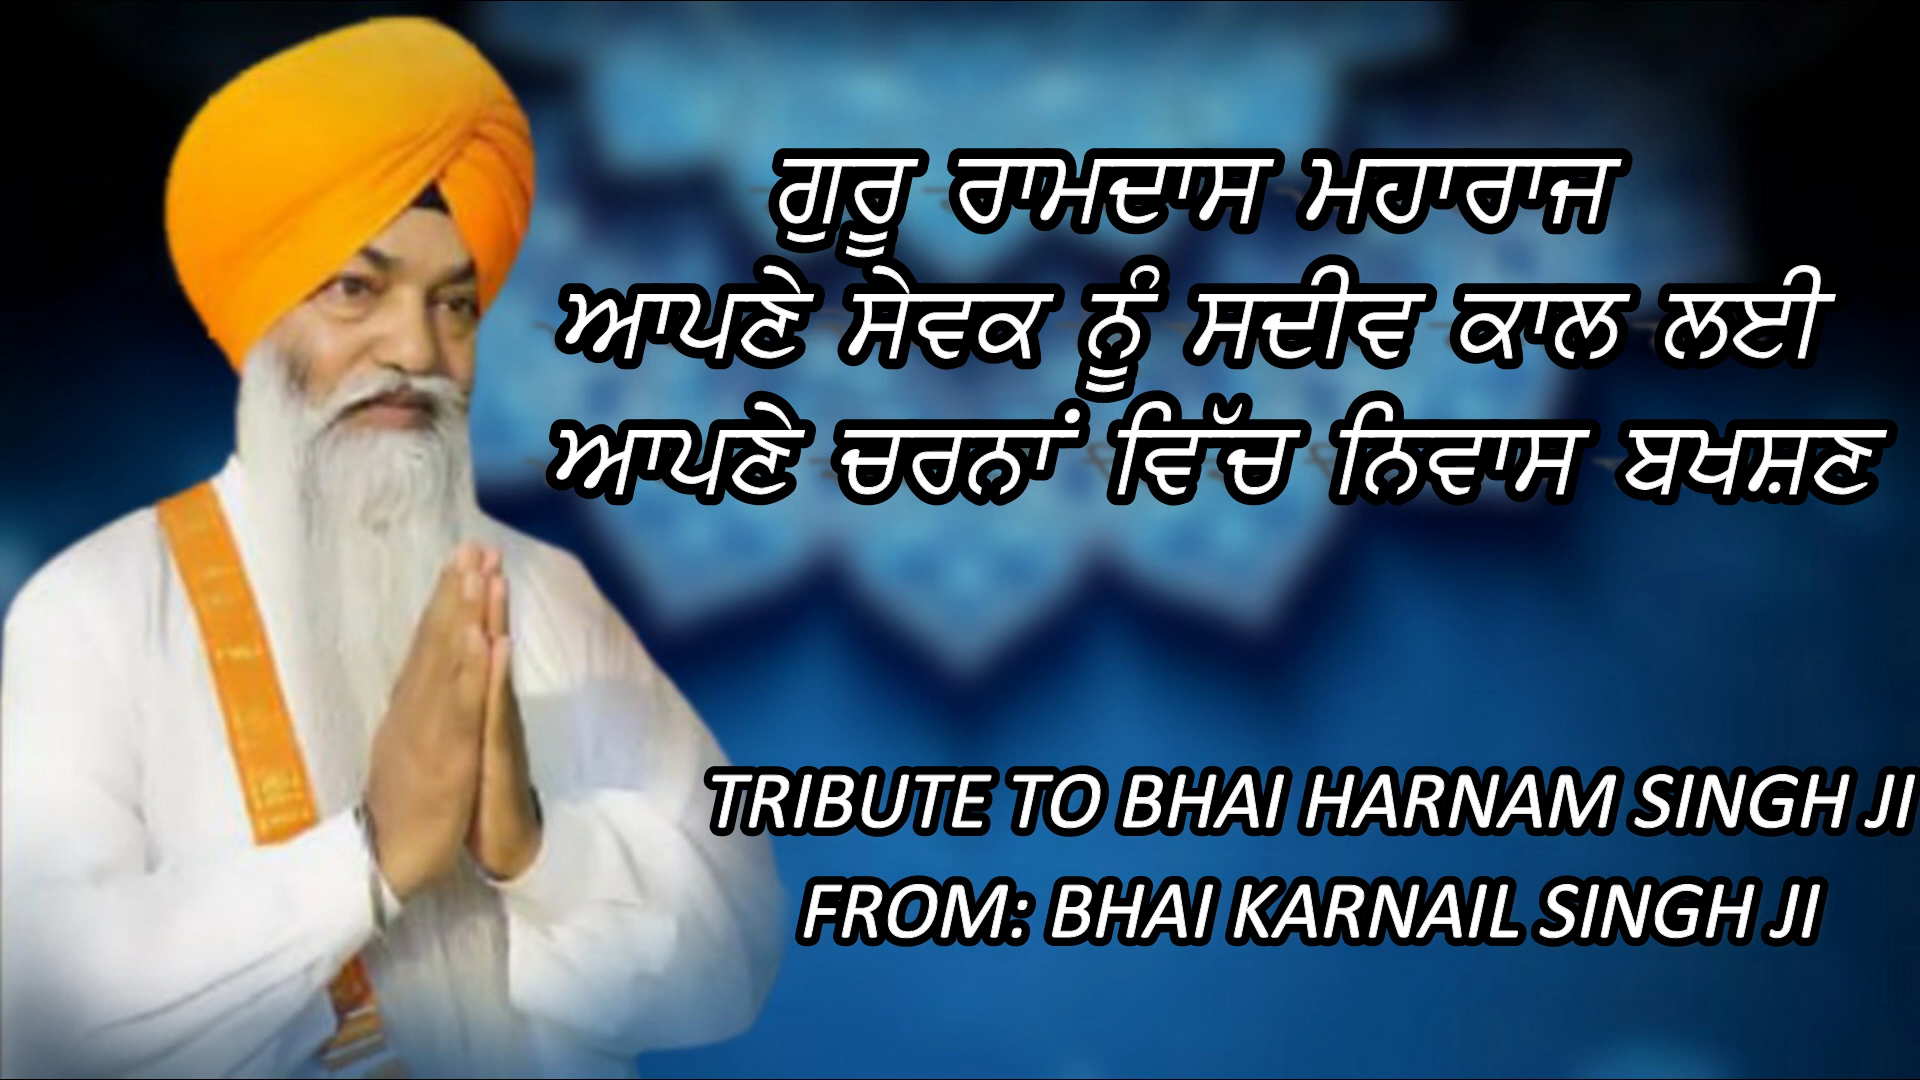 ਗੁਰੂ ਰਾਮਦਾਸ ਮਹਾਰਾਜ
ਆਪਣੇ ਸੇਵਕ ਨੂੰ ਸਦੀਵ ਕਾਲ ਲਈ
ਆਪਣੇ ਚਰਨਾਂ ਵਿੱਚ ਨਿਵਾਸ ਬਖਸ਼ਣ
TRIBUTE TO BHAI HARNAM SINGH JI
FROM: BHAI KARNAIL SINGH JI